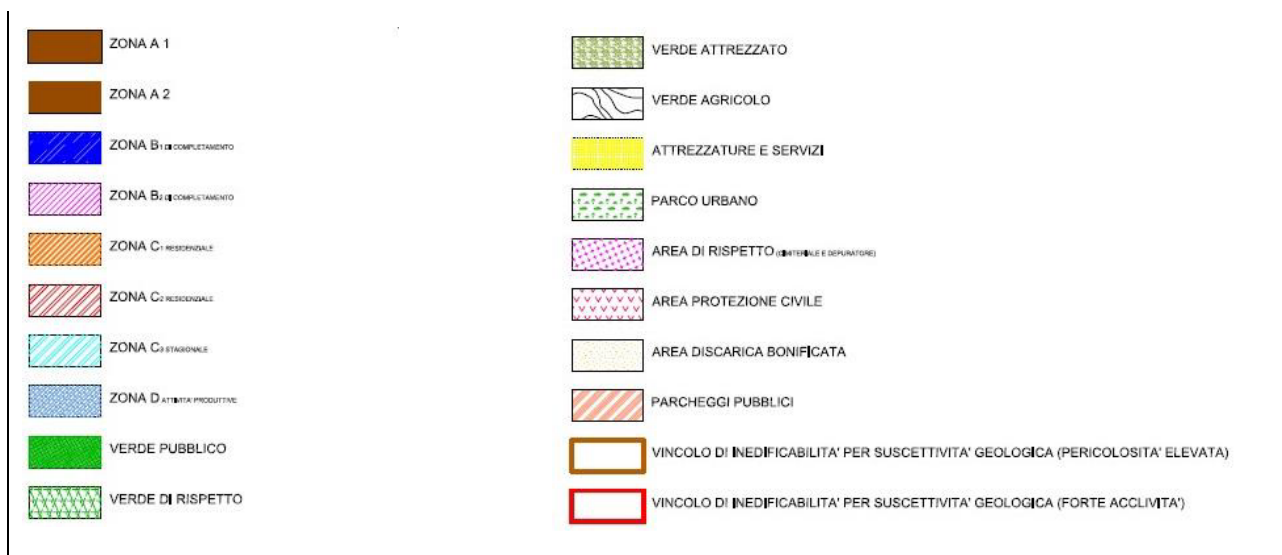 ZONA A 1
ZONA A 2
ZONA B1 DI COMPLETAMENTO
ZONA B2 DI COMPLETAMENTO
ZONA C1 RESIDENZIALE
ZONA C2 RESIDENZIALE
ZONA C3 STAGIONALE
ZONA D ATTIVITA' PRODUTTIVE
VERDE PUBBLICO
VERDE DI RISPETTO
VERDE ATTREZZATO
VERDE AGRICOLO
ATTREZZATURE E SERVIZI
PARCO URBANO
AREA DI RISPETTO (CIMITERIALE E DEPURATORE)
AREA PROTEZIONE CIVILE
AREA DISCARICA BONIFICATA
PARCHEGGI PUBBLICI
VINCOLO DI INEDIFICABILITA' PER SUSCETTIVITA' GEOLOGICA (PERICOLOSITA' ELEVATA)
VINCOLO DI INEDIFICABILITA' PER SUSCETTIVITA' GEOLOGICA (FORTE ACCLIVITA')